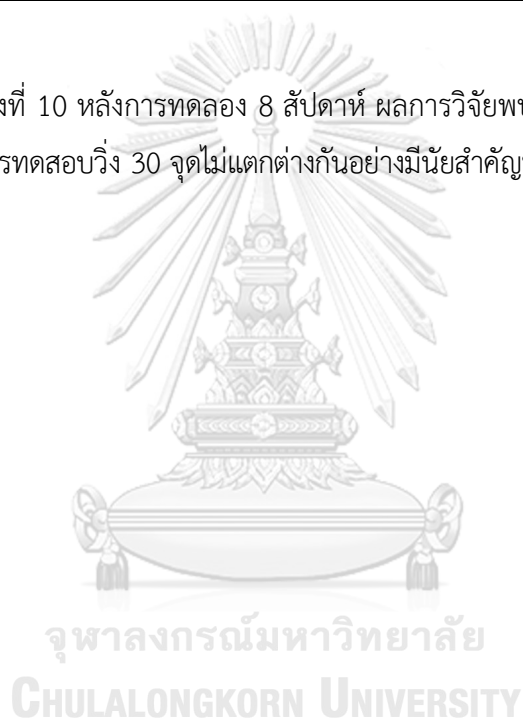 งที่ 10 หลังการทดลอง 8 สัปดาห์ ผลการวิจัยพบ
รทดสอบวิ่ง 30 จุดไม่แตกต่างกันอย่างมีนัยสำคัญ
จุฬาลงกรณ์มหาวิทยาลัย
CHULALONGKORN UNIVERSITY